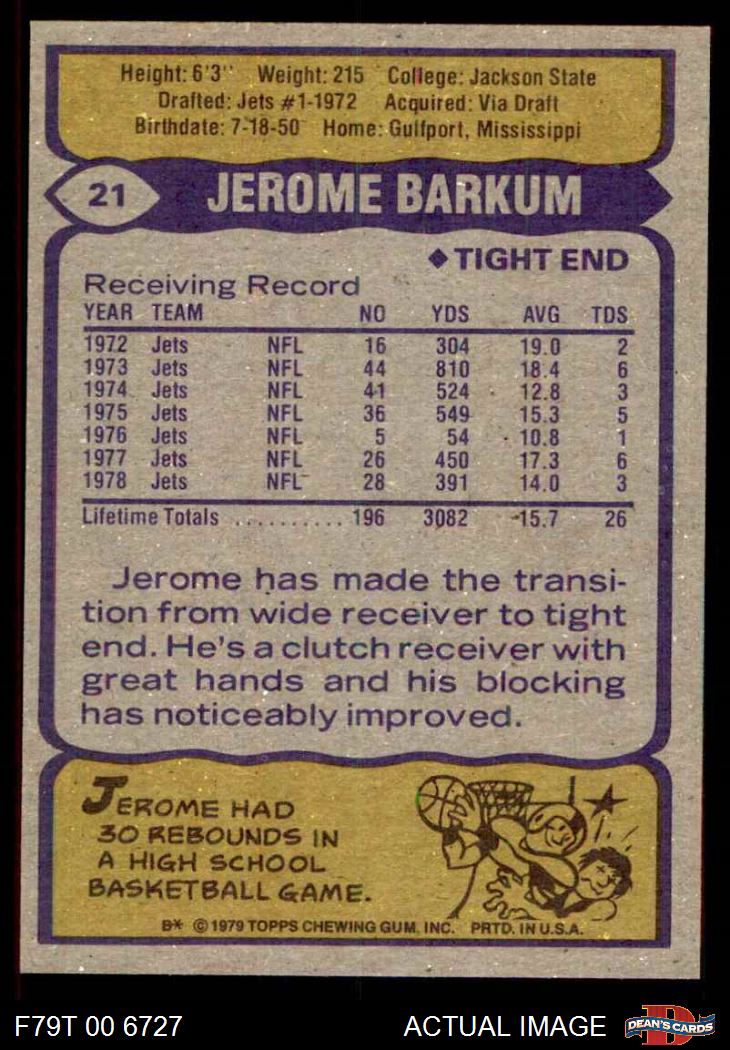 Height: 6'3" Weight: 215 College: Jackson State
Drafted: Jets #1-1972 Acquired: Via Draft
Birthdate: 7-18-50 Home: Gulfport, Mississippi
21 JEROME BARKUM
◆TIGHT END
Receiving Record
YEAR TEAM NO YDS AVG TDS
1972 Jets NFL 16 304 19.0 2
1973 Jets NFL 44 810 18.4 6
1974 Jets NFL 41 524 12.8 3
1975 Jets NFL 36 549 15.3 5
1976 Jets NFL 5 54 10.8 1
1977 Jets NFL 26 450 17.3 6
1978 Jets NFL 28 391 14.0 3
Lifetime Totals .......... 196 3082 15.7 26
Jerome has made the transi-
tion from wide receiver to tight
end. He's a clutch receiver with
great hands and his blocking
has noticeably improved.
JEROME HAD
30 REBOUNDS IN
A HIGH SCHOOL
BASKETBALL GAME.
B* © 1979 TOPPS CHEWING GUM, INC. PRTD. IN U.S.A.
F79T 00 6727 ACTUAL IMAGE D DEAN'S CARDS